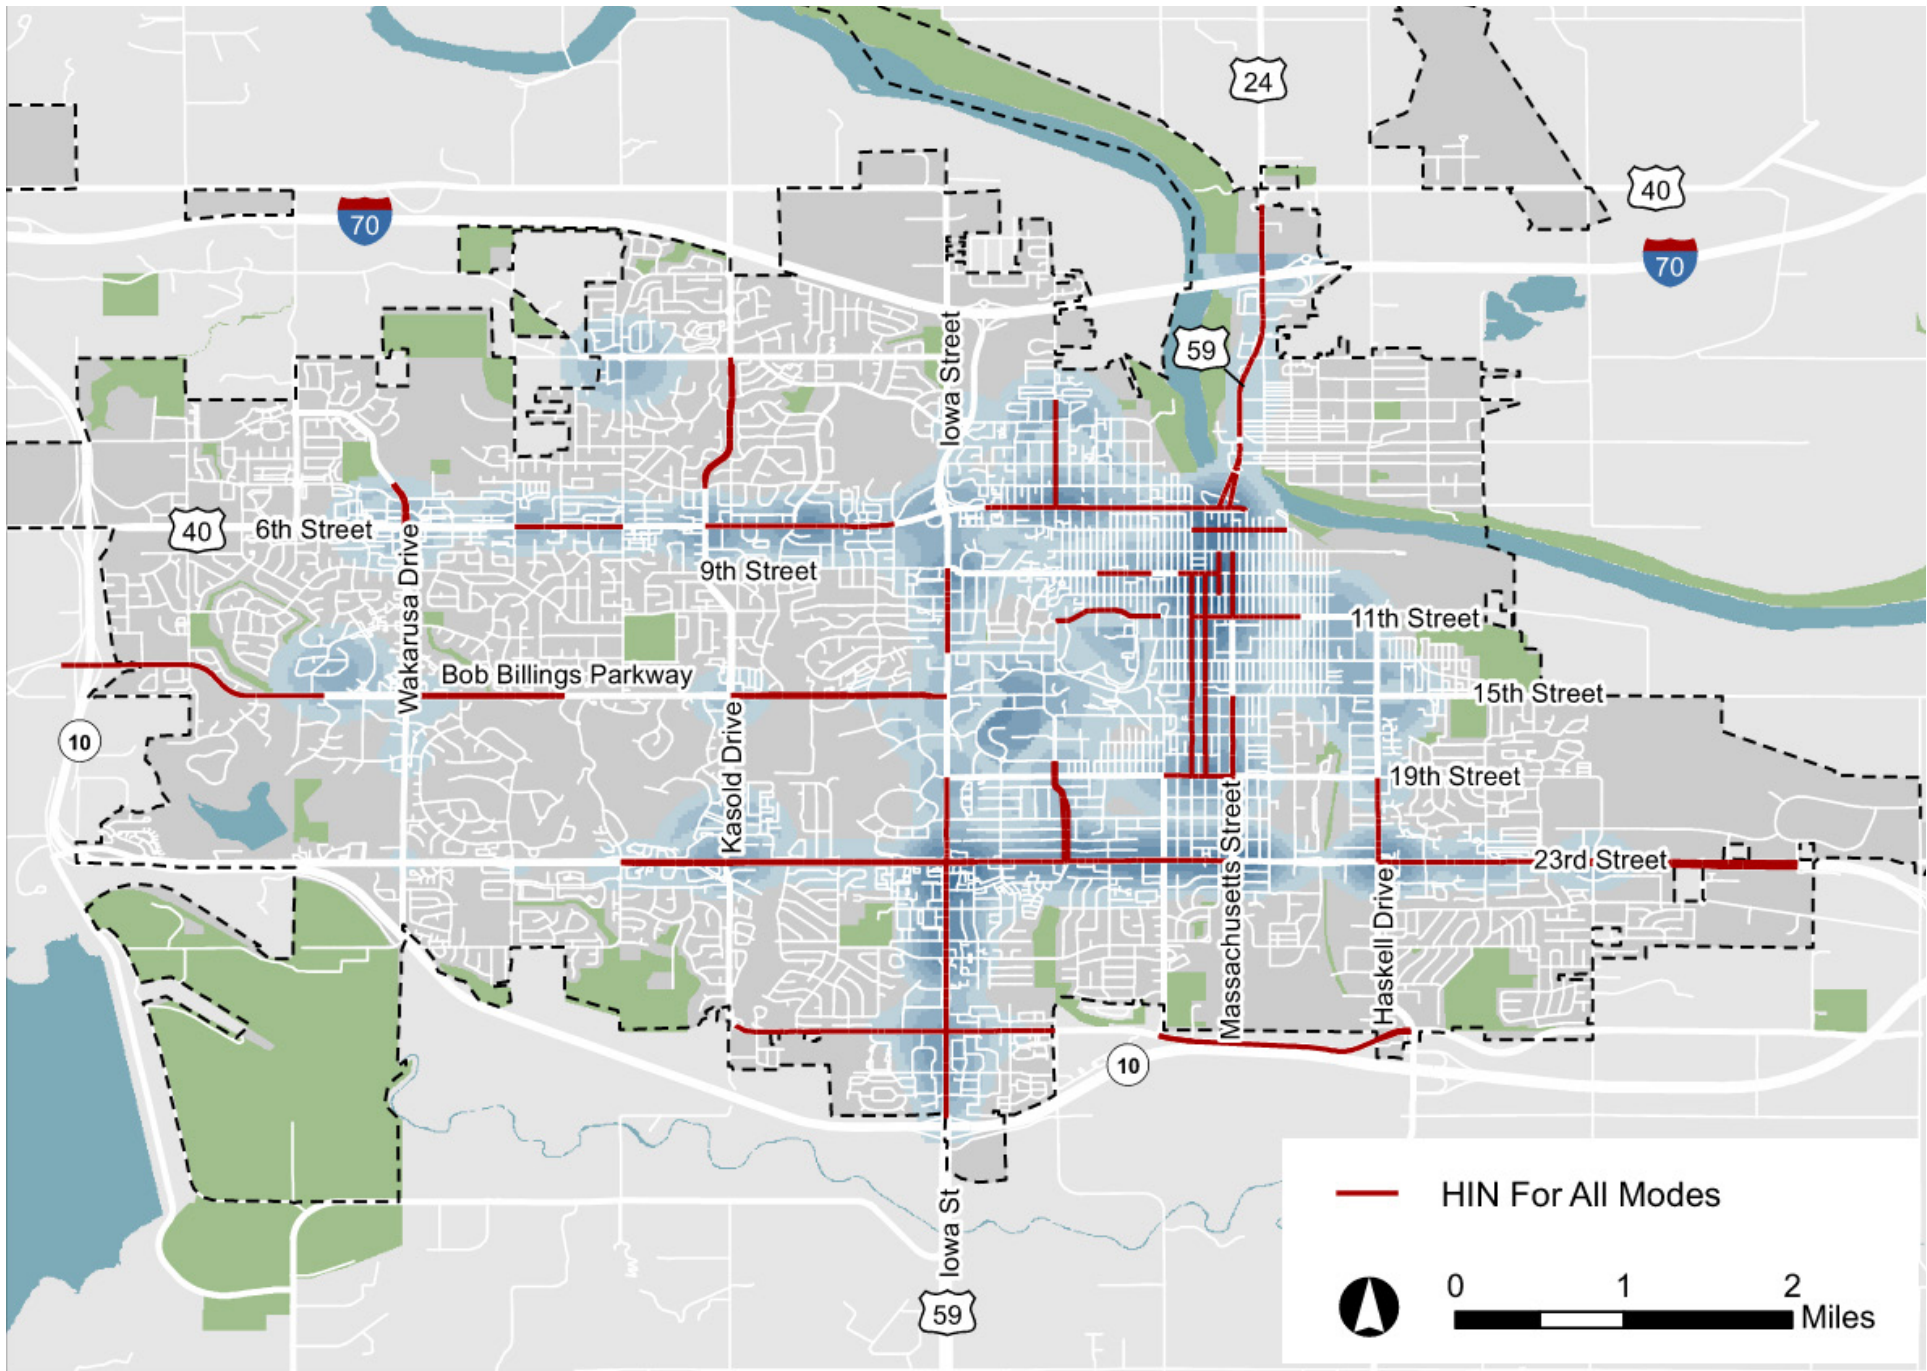 24
40
70
70
59
Iowa Street
40
6th Street
Wakarusa Drive
9th Street
11th Street
Bob Billings Parkway
15th Street
10
Kasold Drive
19th Street
Massachusetts Street
23rd Street
Haskell Drive
10
Iowa St
59
HIN For All Modes
0 1 2
Miles